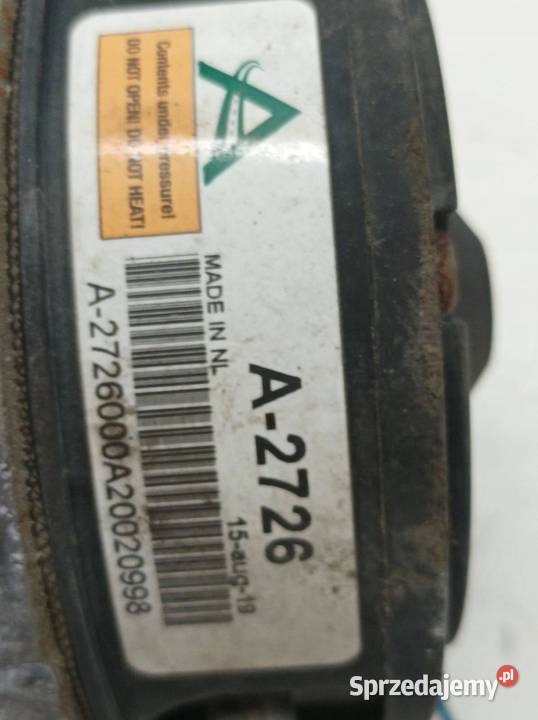 Contents under pressure!
DO NOT OPEN! DO NOT HEAT!
MADE IN NL
A-2726
15-aug-19
A-2726000A20020998
Sprzedajemy.pl